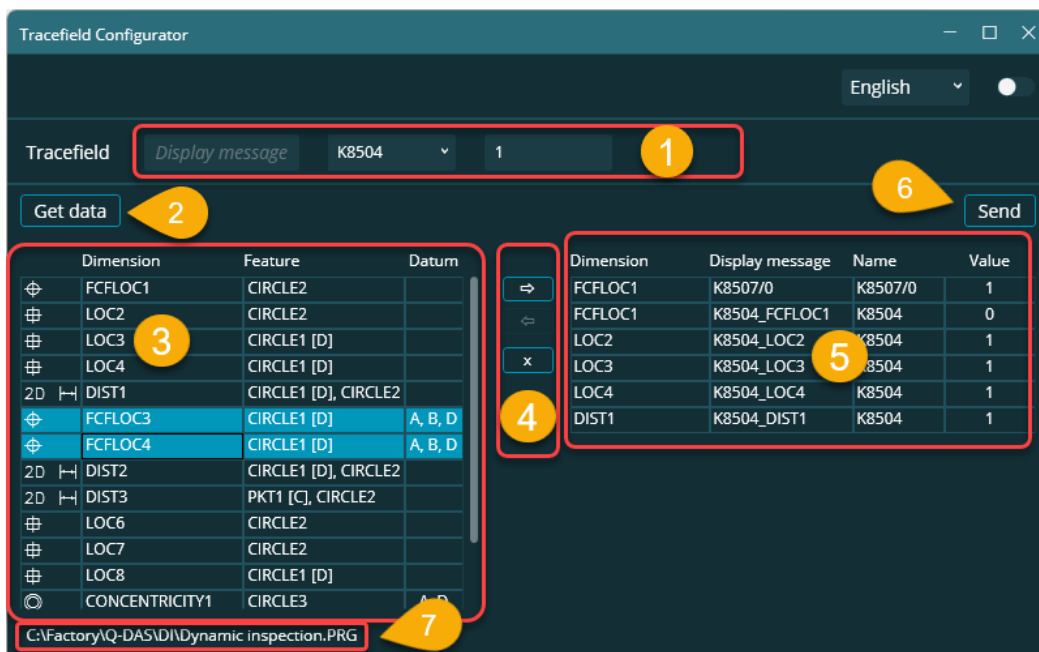 Tracefield Configurator
English
Tracefield Display message K8504 1 1
6
Get data 2 Send
Dimension Feature Datum Dimension Display message Name Value
FCFLOC1 CIRCLE2 FCFLOC1 K8507/0 K8507/0 1
LOC2 CIRCLE2 FCFLOC1 K8504_FCFLOC1 K8504 0
LOC3 3 CIRCLE1 [D] LOC2 K8504_LOC2 K8504 1
LOC4 CIRCLE1 [D] x LOC3 K8504_LOC3 5 K8504 1
2D DIST1 CIRCLE1 [D], CIRCLE2 LOC4 K8504_LOC4 K8504 1
FCFLOC3 CIRCLE1 [D] A, B, D 4 DIST1 K8504_DIST1 K8504 1
FCFLOC4 CIRCLE1 [D] A, B, D
2D DIST2 CIRCLE1 [D], CIRCLE2
2D DIST3 PKT1 [C], CIRCLE2
LOC6 CIRCLE2
LOC7 CIRCLE2
LOC8 CIRCLE1 [D]
CONCENTRICITY1 CIRCLE3 A, D
C:\Factory\Q-DAS\DI\Dynamic inspection.PRG 7